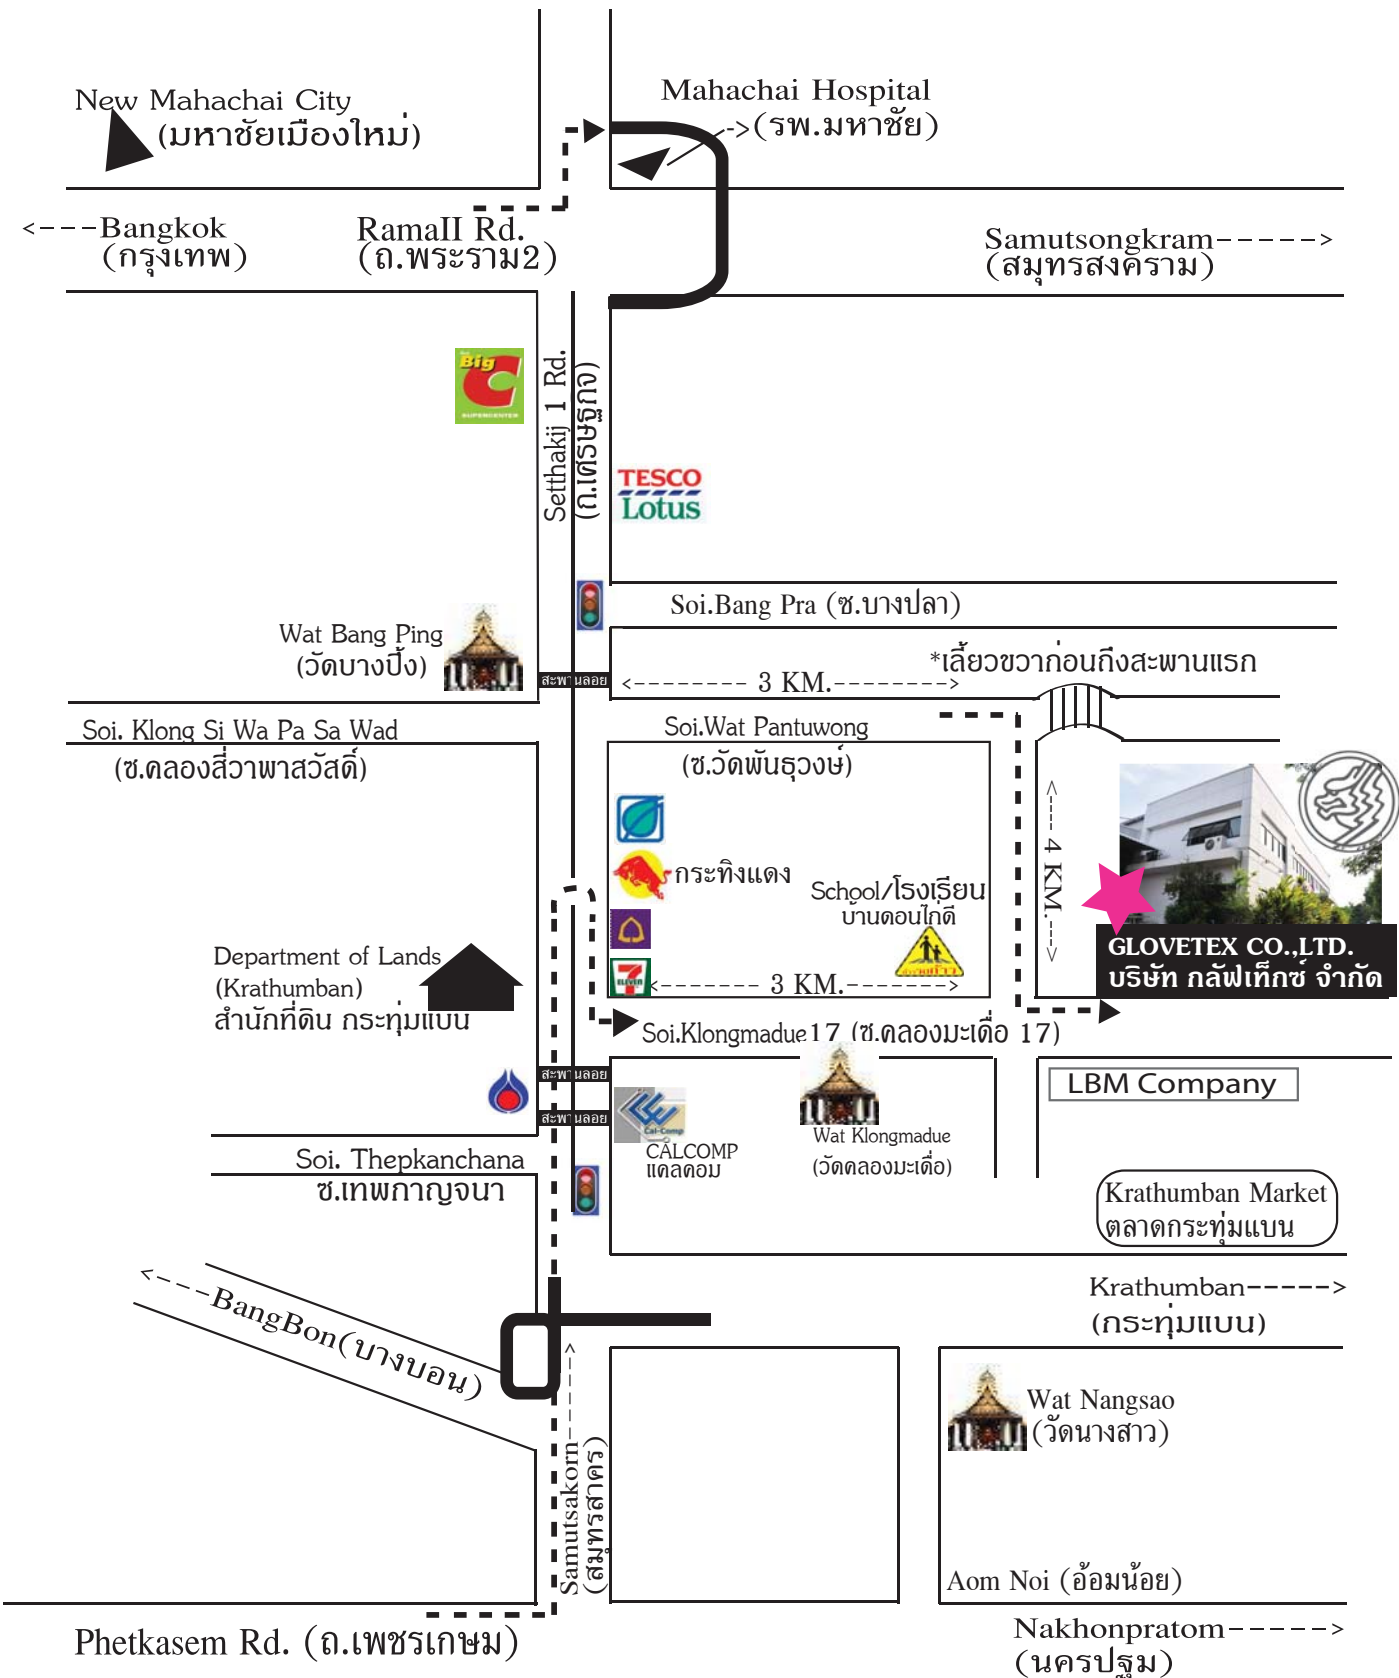 New Mahachai City
(มหาชัยเมืองใหม่)
Mahachai Hospital
->(รพ.มหาชัย)
<---Bangkok
(กรุงเทพ)
RamaII Rd.
(ถ.พระราม2)
Samutsongkram----->
(สมุทรสงคราม)
Big
C
SUPERCENTER
Setthakij 1 Rd.
(ถ.เศรษฐกิจ)
TESCO
Lotus
Soi.Bang Pra (ซ.บางปลา)
Wat Bang Ping
(วัดบางปิ้ง)
สะพานลอย
<-------- 3 KM.-------->
*เลี้ยวขวาก่อนถึงสะพานแรก
Soi. Klong Si Wa Pa Sa Wad
(ซ.คลองสี่วาพาสวัสดิ์)
Soi.Wat Pantuwong
(ซ.วัดพันธุวงษ์)
กระทิงแดง
School/โรงเรียน
บ้านดอนไก่ดี
<---- 4 KM.--->
GLOVETEX CO.,LTD.
บริษัท กลัฟเท็กซ์ จำกัด
Department of Lands
(Krathumban)
สำนักที่ดิน กระทุ่มแบน
7
ELEVEN
<------- 3 KM.------->
Soi.Klongmadue17 (ซ.คลองมะเดื่อ 17)
สะพานลอย
สะพานลอย
Cal-Comp
CALCOMP
แคลคอม
Wat Klongmadue
(วัดคลองมะเดื่อ)
LBM Company
Soi. Thepkanchana
ซ.เทพกาญจนา
Krathumban Market
ตลาดกระทุ่มแบน
<----BangBon(บางบอน)
Krathumban----->
(กระทุ่มแบน)
Samutsakorn------>
(สมุทรสาคร)
Wat Nangsao
(วัดนางสาว)
Aom Noi (อ้อมน้อย)
Phetkasem Rd. (ถ.เพชรเกษม)
Nakhonpratom----->
(นครปฐม)